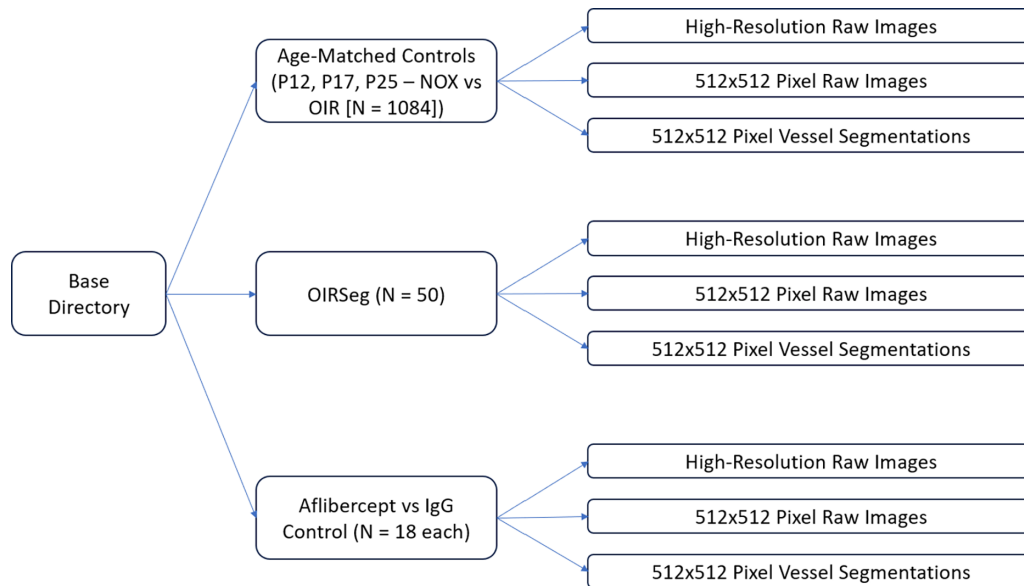 Base
Directory
Age-Matched Controls
(P12, P17, P25 – NOX vs
OIR [N = 1084])
High-Resolution Raw Images
512x512 Pixel Raw Images
512x512 Pixel Vessel Segmentations
OIRSeg (N = 50)
High-Resolution Raw Images
512x512 Pixel Raw Images
512x512 Pixel Vessel Segmentations
Aflibercept vs IgG
Control (N = 18 each)
High-Resolution Raw Images
512x512 Pixel Raw Images
512x512 Pixel Vessel Segmentations